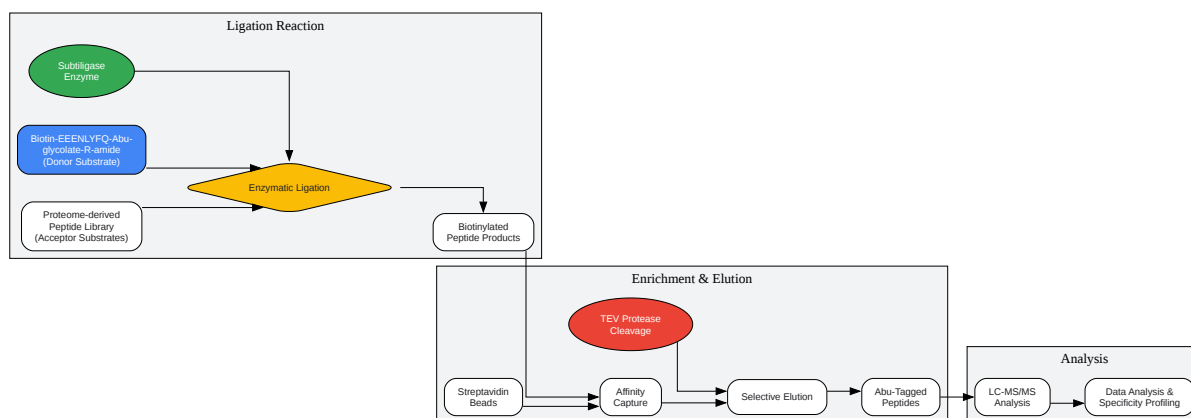 Ligation Reaction
Subtiligase
Enzyme
Biotin-EEENLYFQ-Abu-
glycolate-R-amide
(Donor Substrate)
Enzymatic Ligation
Proteome-derived
Peptide Library
(Acceptor Substrates)
Biotinylated
Peptide Products
Enrichment & Elution
TEV Protease
Cleavage
Streptavidin
Beads
Affinity
Capture
Selective Elution
Abu-Tagged
Peptides
Analysis
LC-MS/MS
Analysis
Data Analysis &
Specificity Profiling